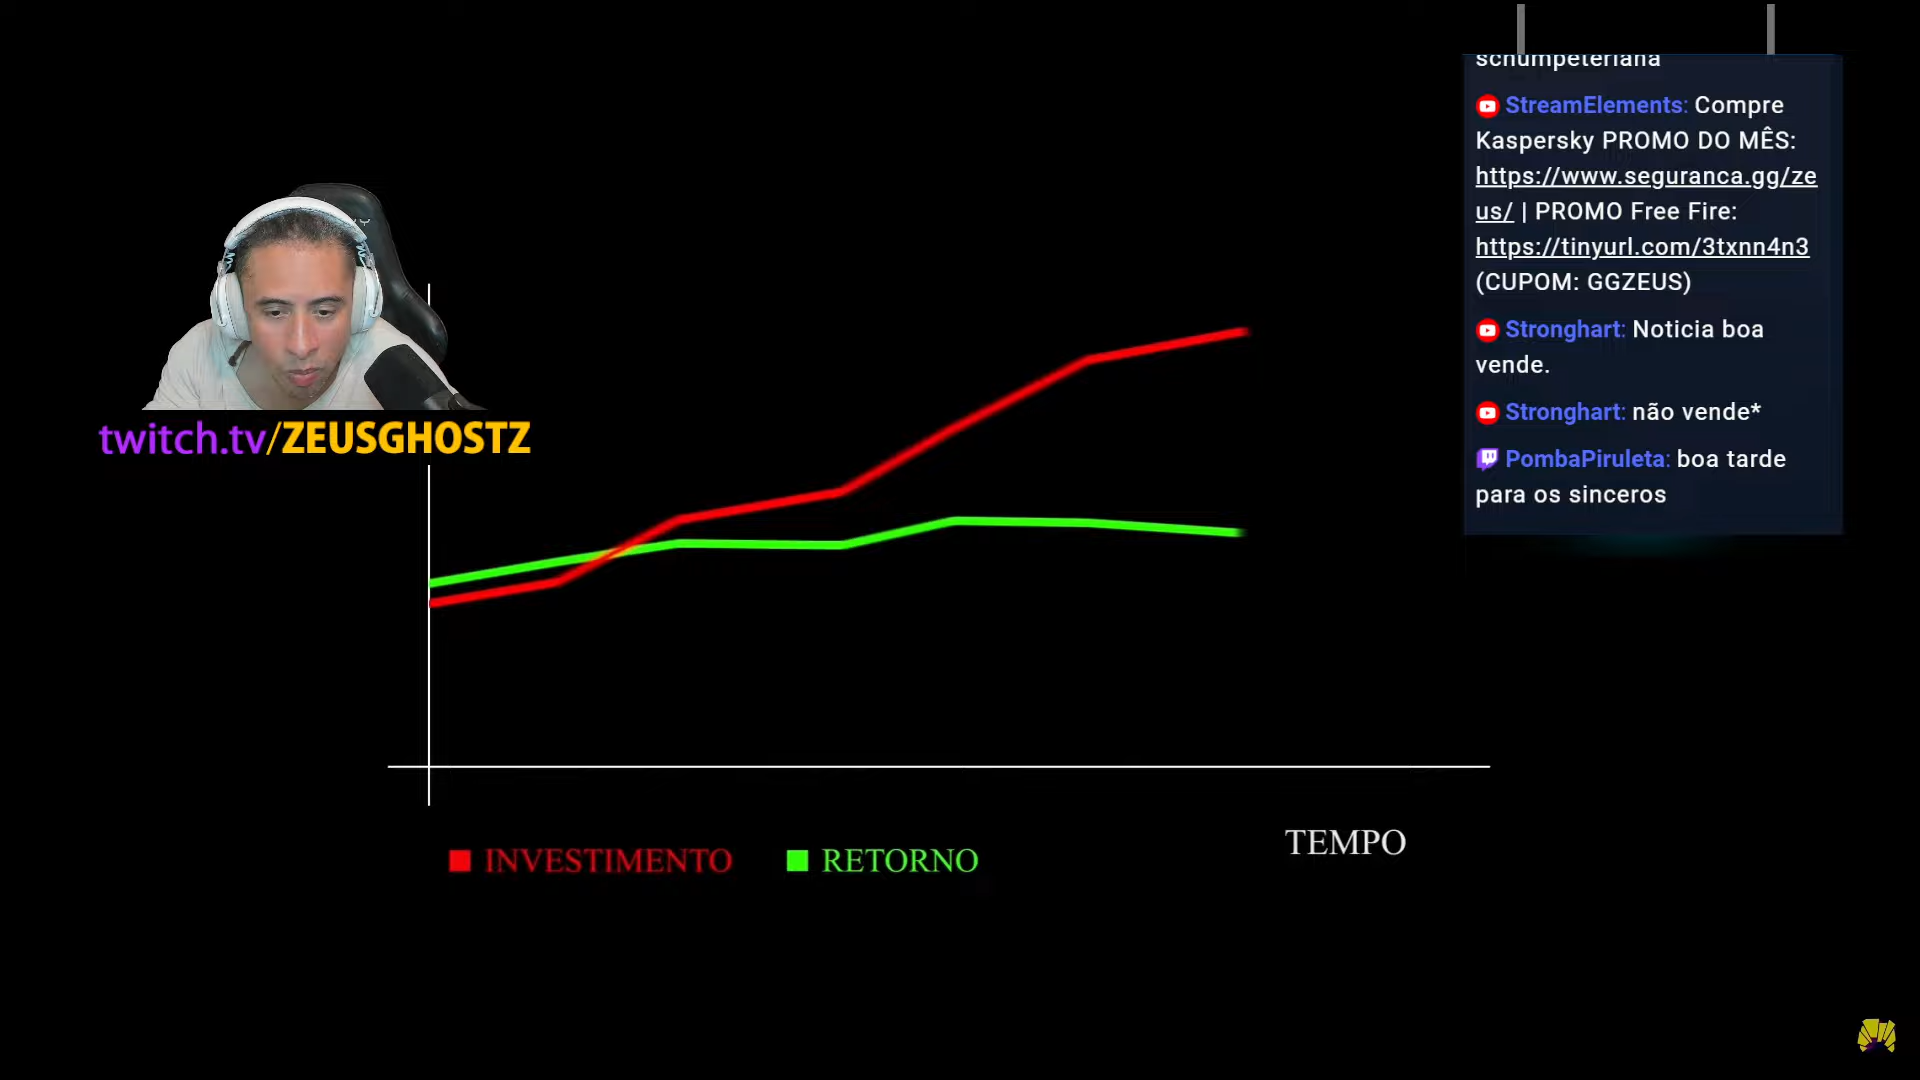 twitch.tv/ZEUSGHOSTZ
INVESTIMENTO
RETORNO
TEMPO
schumpeteriana
StreamElements: Compre
Kaspersky PROMO DO MÊS:
https://www.seguranca.gg/ze
us/ | PROMO Free Fire:
https://tinyurl.com/3txnn4n3
(CUPOM: GGZEUS)
Stronghart: Noticia boa
vende.
Stronghart: não vende*
PombaPiruleta: boa tarde
para os sinceros